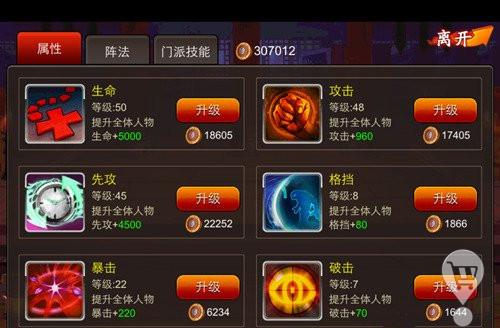 属性
阵法
门派技能
307012
离开
生命
等级:50
提升全体人物
生命+5000
升级
18605
攻击
等级:48
提升全体人物
攻击+960
升级
17405
先攻
等级:45
提升全体人物
先攻+4500
升级
22252
格挡
等级:8
提升全体人物
格挡+80
升级
1866
暴击
等级:22
提升全体人物
暴击+220
升级
6234
破击
等级:7
提升全体人物
破击+70
升级
1644